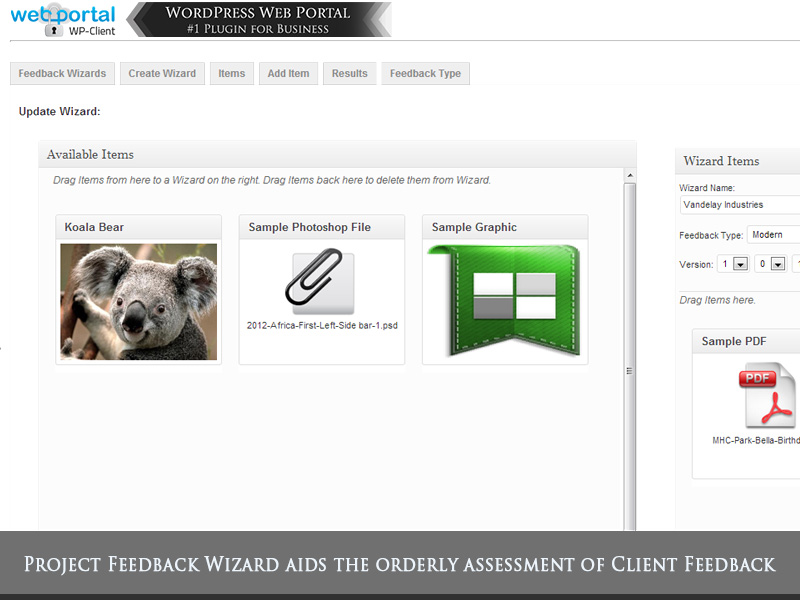 web portal
WP-Client
WordPress Web Portal
#1 Plugin for Business
Feedback Wizards
Create Wizard
Items
Add Item
Results
Feedback Type
Update Wizard:
Available Items
Drag Items from here to a Wizard on the right. Drag Items back here to delete them from Wizard.
Koala Bear
Sample Photoshop File
2012-Africa-First-Left-Side bar-1.psd
Sample Graphic
Wizard Items
Wizard Name:
Vandelay Industries
Feedback Type: Modern
Version: 1 0 1
Drag Items here.
Sample PDF
PDF
MHC-Park-Bella-Birthd
Project Feedback Wizard aids the orderly assessment of Client Feedback